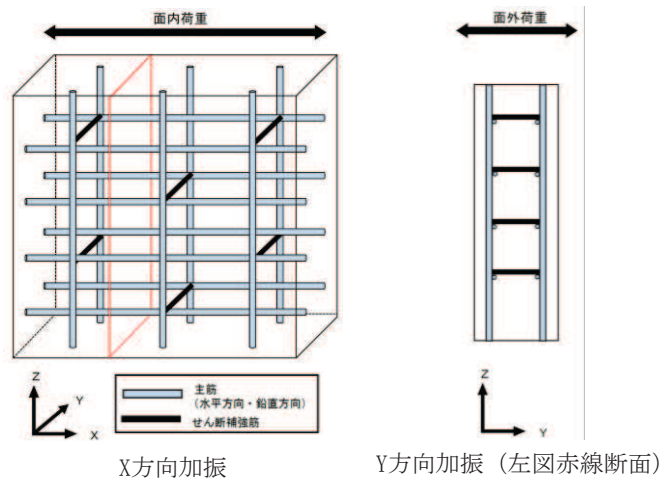 面内荷重
面外荷重
Z
Y
X
主筋
(水平方向・鉛直方向)
せん断補強筋
Z
Y
X方向加振
Y方向加振 (左図赤線断面)